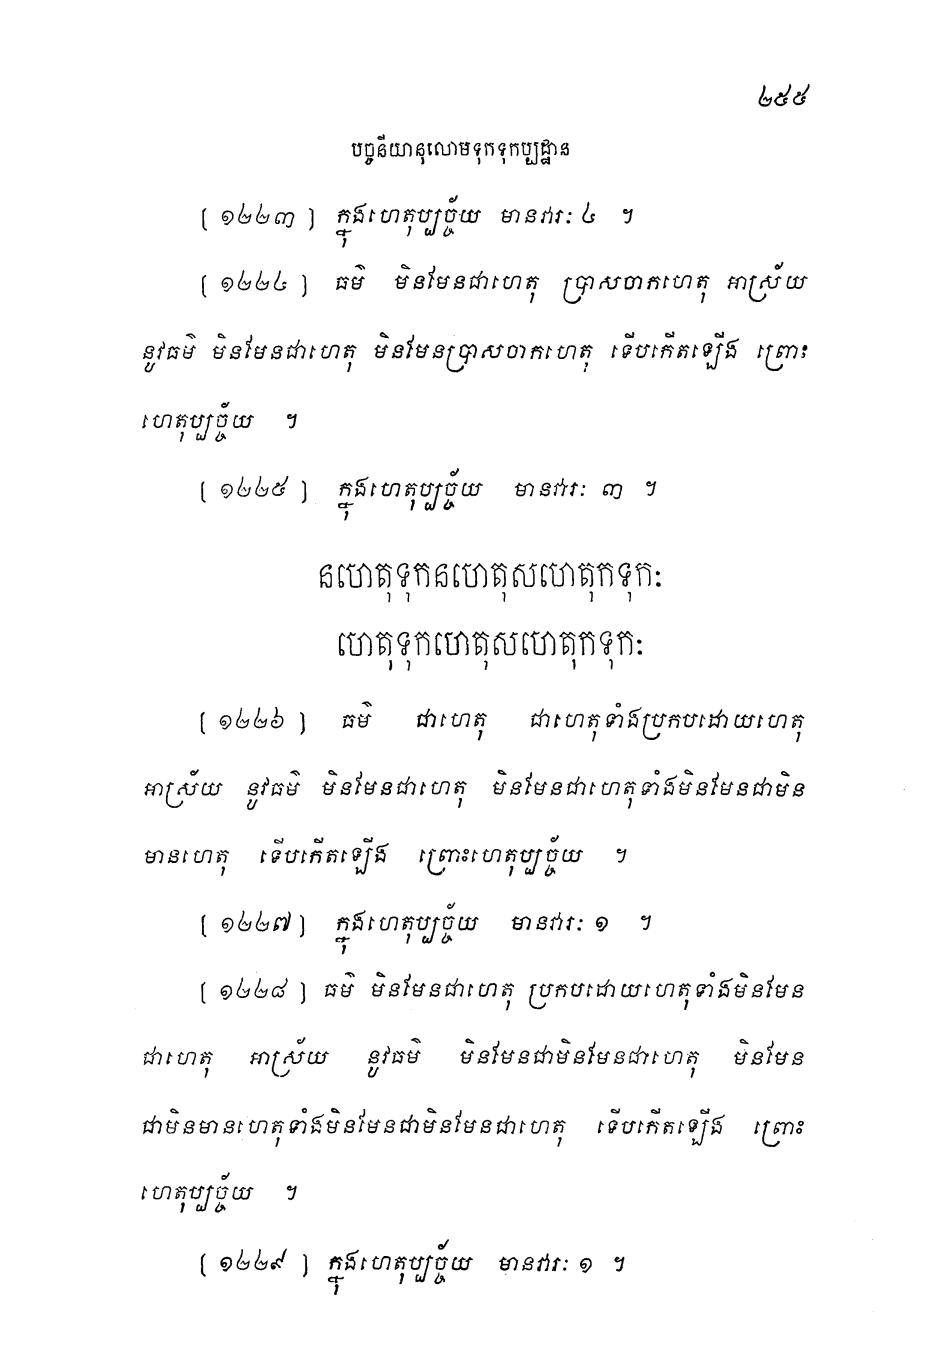 ២៥៥
បច្ចនីយានុលោមទុកទុកប្បដ្ឋាន
[ ១២២៣ ] ក្នុងហេតុប្បច្ច័យ មានវារៈ ៤ ។
[ ១២២៤ ] ធម៌ មិនមែនជាហេតុ ប្រាសចាកហេតុ អាស្រ័យ
នូវធម៌ មិនមែនជាហេតុ មិនមែនប្រាសចាកហេតុ ទើបកើតឡើង ព្រោះ
ហេតុប្បច្ច័យ ។
[ ១២២៥ ] ក្នុងហេតុប្បច្ច័យ មានវារៈ ៣ ។
នហេតុទុកនហេតុសហេតុកទុកៈ
ហេតុទុកហេតុសហេតុកទុកៈ
[ ១២២៦ ] ធម៌ ជាហេតុ ជាហេតុទាំងប្រកបដោយហេតុ
អាស្រ័យ នូវធម៌ មិនមែនជាហេតុ មិនមែនជាហេតុទាំងមិនមែនជាមិន
មានហេតុ ទើបកើតឡើង ព្រោះហេតុប្បច្ច័យ ។
[ ១២២៧ ] ក្នុងហេតុប្បច្ច័យ មានវារៈ ១ ។
[ ១២២៨ ] ធម៌ មិនមែនជាហេតុ ប្រកបដោយហេតុទាំងមិនមែន
ជាហេតុ អាស្រ័យ នូវធម៌ មិនមែនជាមិនមែនជាហេតុ មិនមែន
ជាមិនមានហេតុទាំងមិនមែនជាមិនមែនជាហេតុ ទើបកើតឡើង ព្រោះ
ហេតុប្បច្ច័យ ។
[ ១២២៩ ] ក្នុងហេតុប្បច្ច័យ មានវារៈ ១ ។